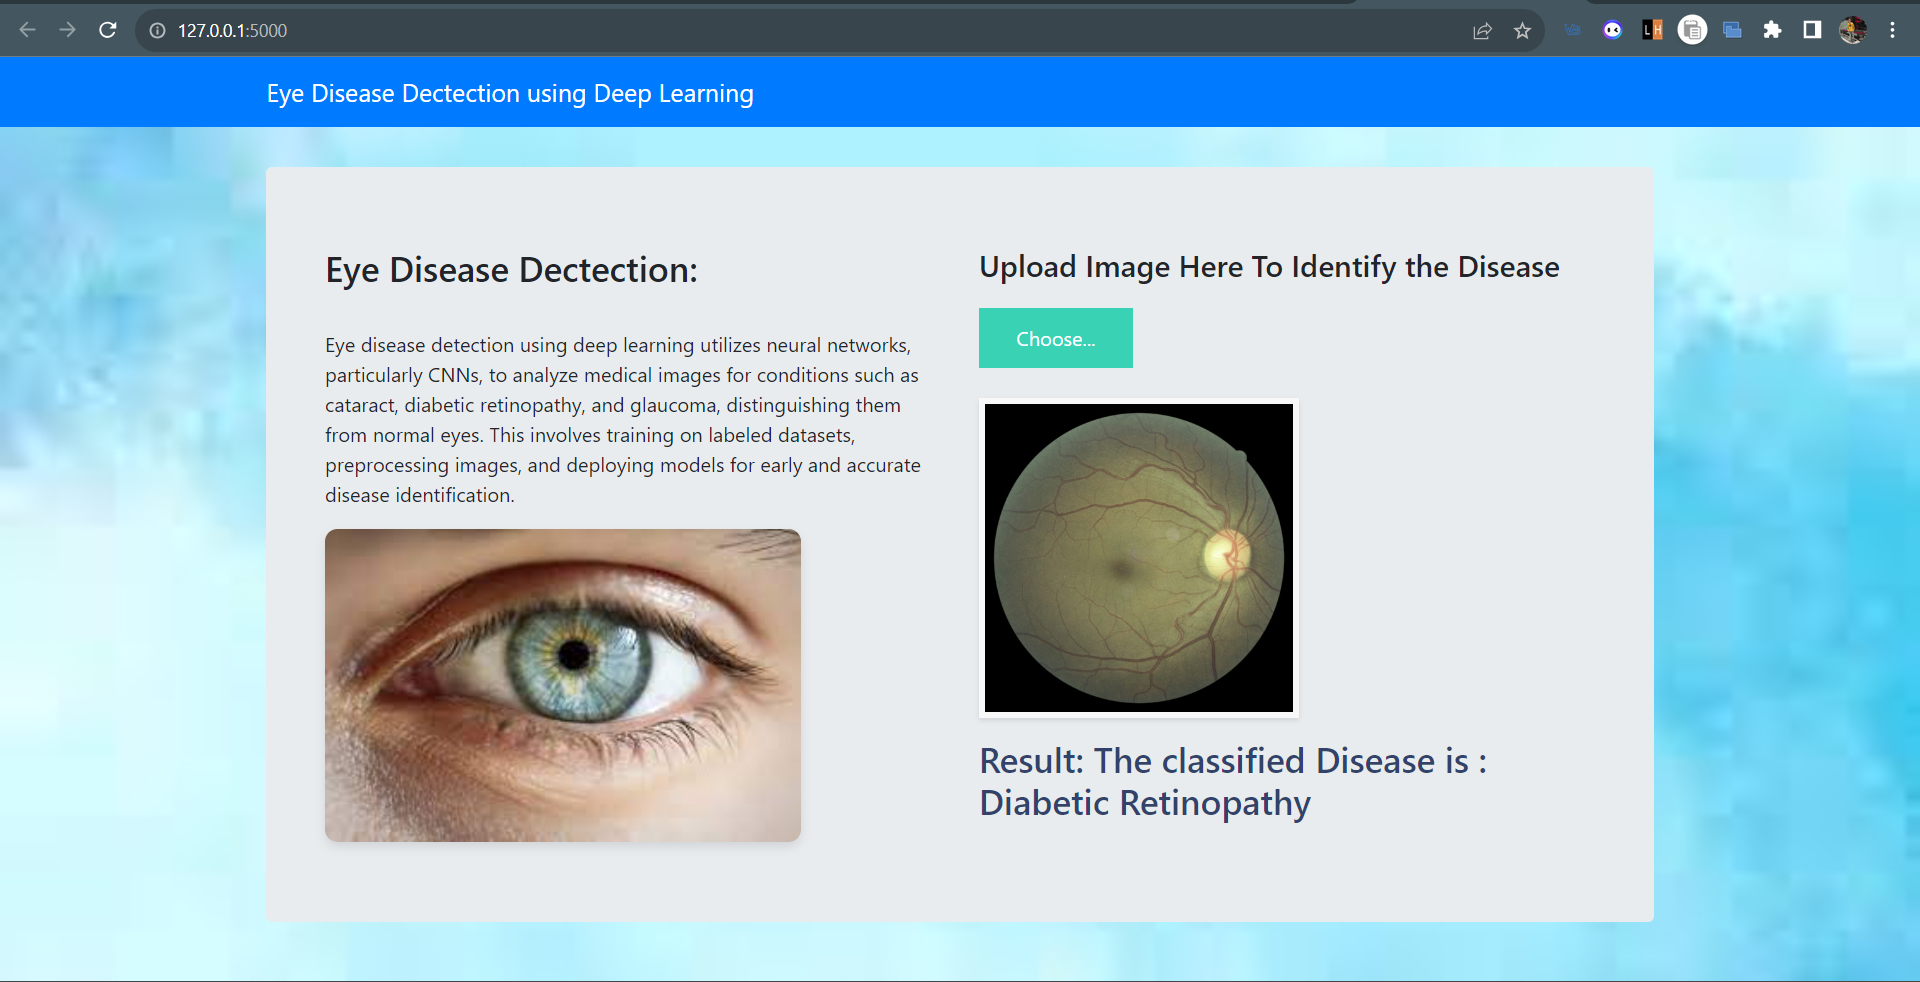 127.0.0.1:5000
LH
Eye Disease Dectection using Deep Learning
Eye Disease Dectection:
Eye disease detection using deep learning utilizes neural networks,
particularly CNNs, to analyze medical images for conditions such as
cataract, diabetic retinopathy, and glaucoma, distinguishing them
from normal eyes. This involves training on labeled datasets,
preprocessing images, and deploying models for early and accurate
disease identification.
Upload Image Here To Identify the Disease
Choose...
Result: The classified Disease is :
Diabetic Retinopathy